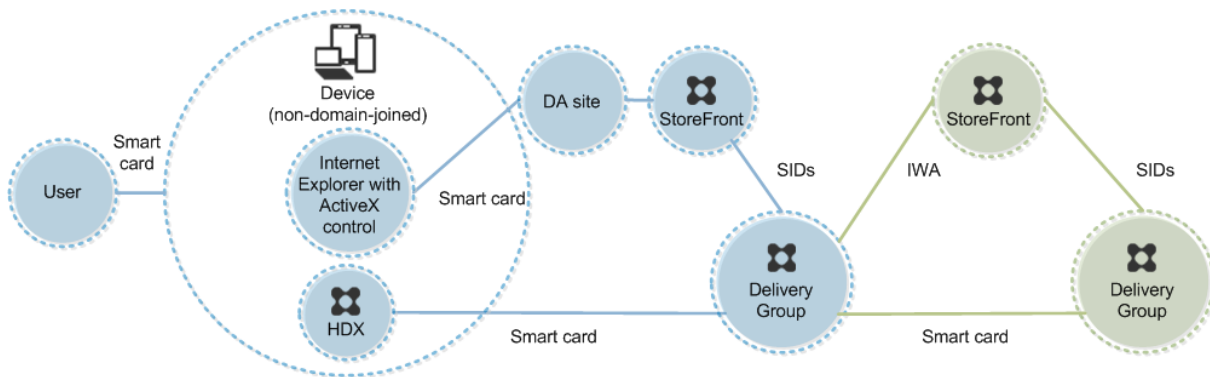 User
Smart
card
Device
(non-domain-joined)
Internet
Explorer with
ActiveX
control
HDX
Smart card
DA site
StoreFront
SIDs
Smart card
Delivery
Group
IWA
StoreFront
SIDs
Smart card
Delivery
Group